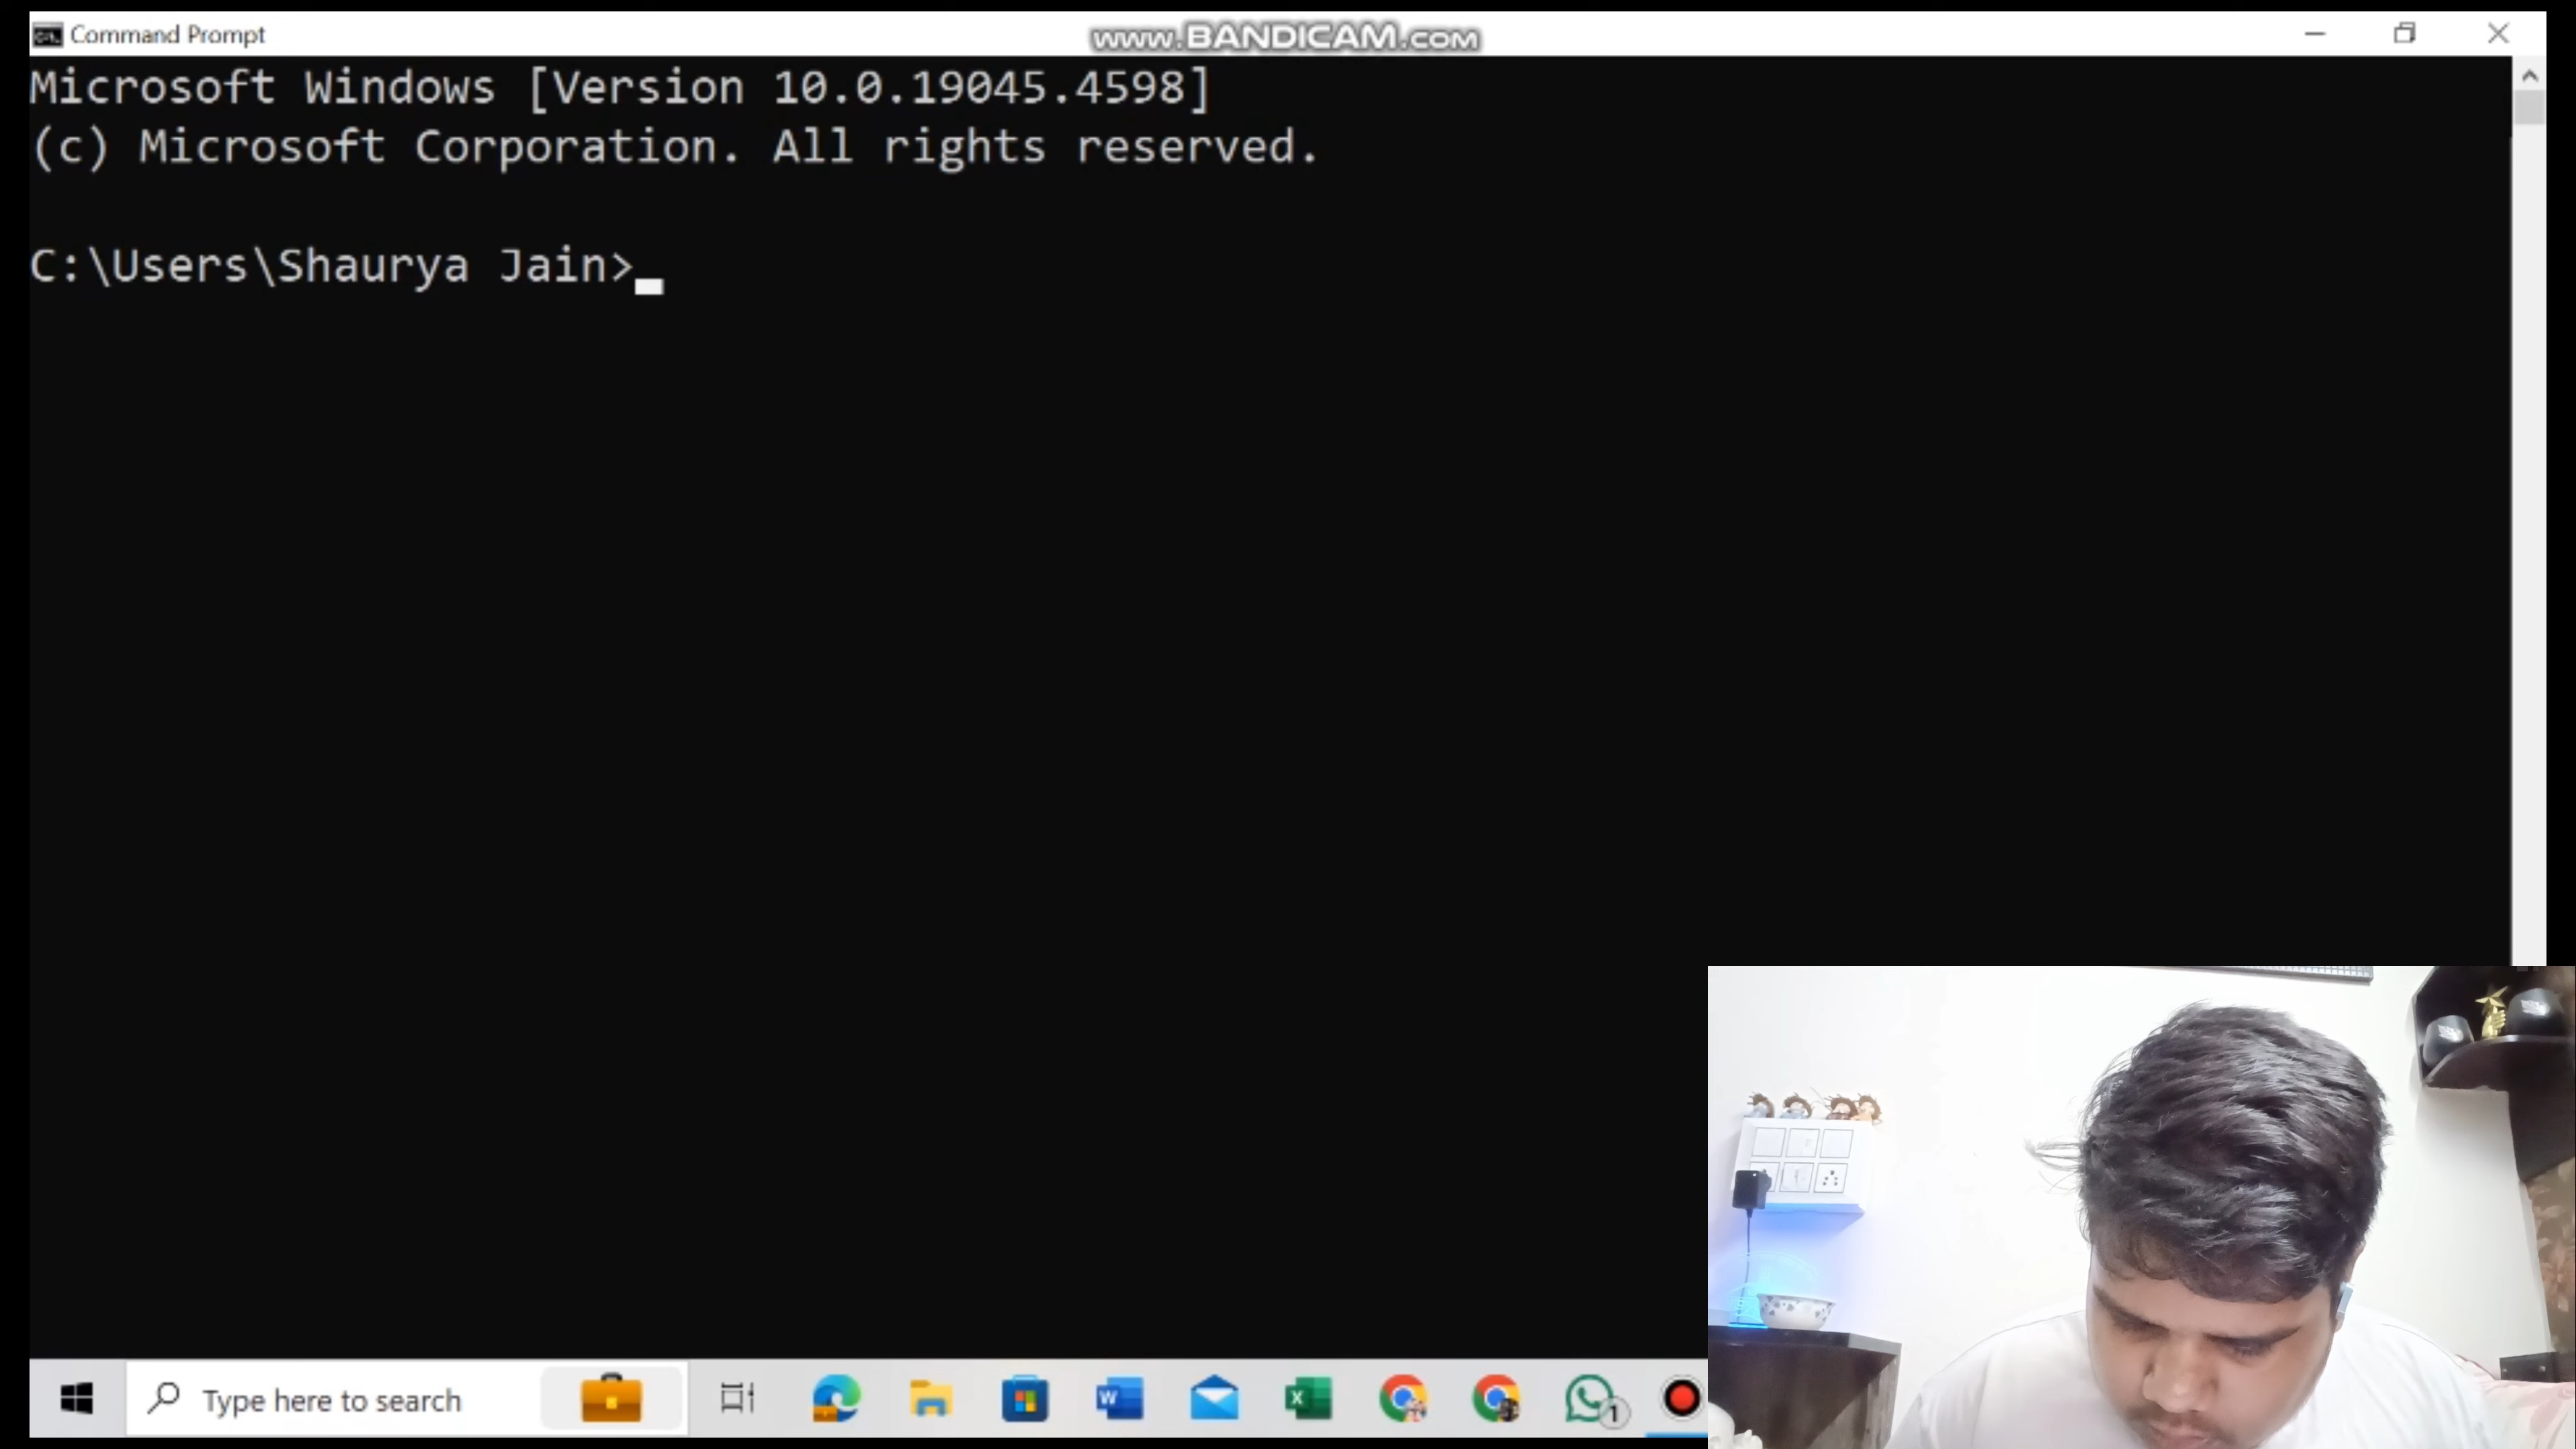 Command Prompt
www.BANDICAM.com
Microsoft Windows [Version 10.0.19045.4598]
(c) Microsoft Corporation. All rights reserved.
C:\Users\Shaurya Jain>
Type here to search
1